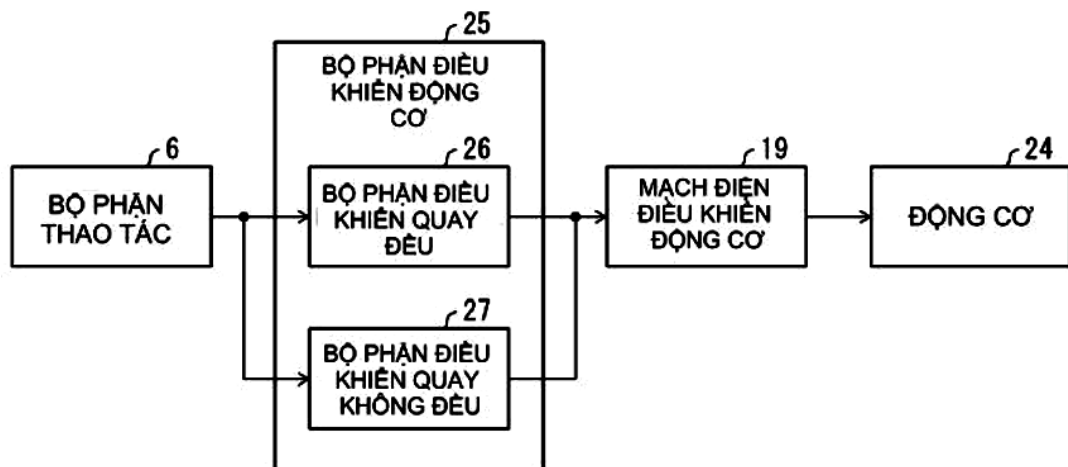 25
BỘ PHẬN ĐIỀU
KHIỂN ĐỘNG
CƠ
6
BỘ PHẬN
THAO TÁC
26
BỘ PHẬN ĐIỀU
KHIỂN QUAY
ĐỀU
27
BỘ PHẬN ĐIỀU
KHIỂN QUAY
KHÔNG ĐỀU
19
MẠCH ĐIỆN
ĐIỀU KHIỂN
ĐỘNG CƠ
24
ĐỘNG CƠ